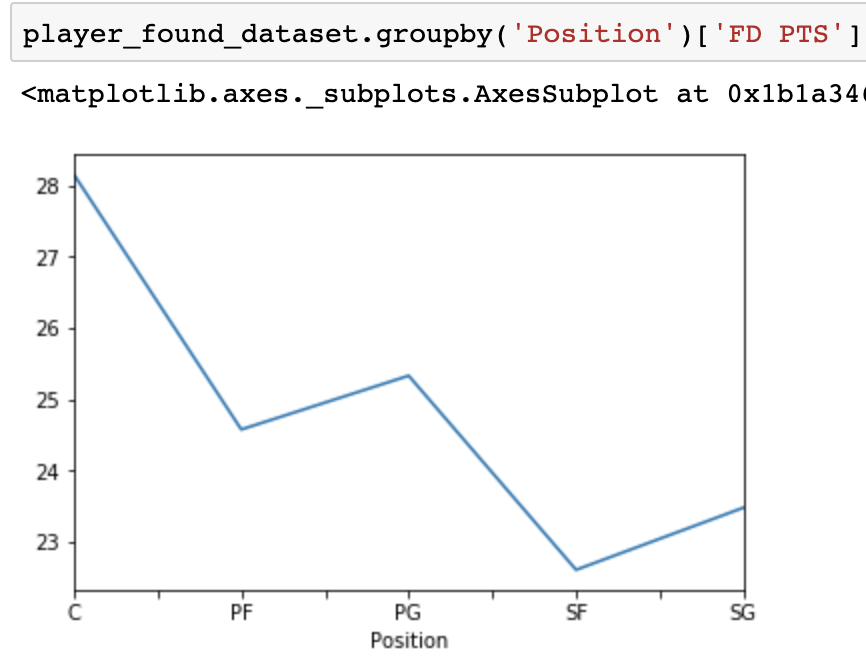 player_found_dataset.groupby('Position')['FD PTS']
<matplotlib.axes._subplots.AxesSubplot at 0x1b1a34
28
27
26
25
24
23
C PF PG SF SG
Position